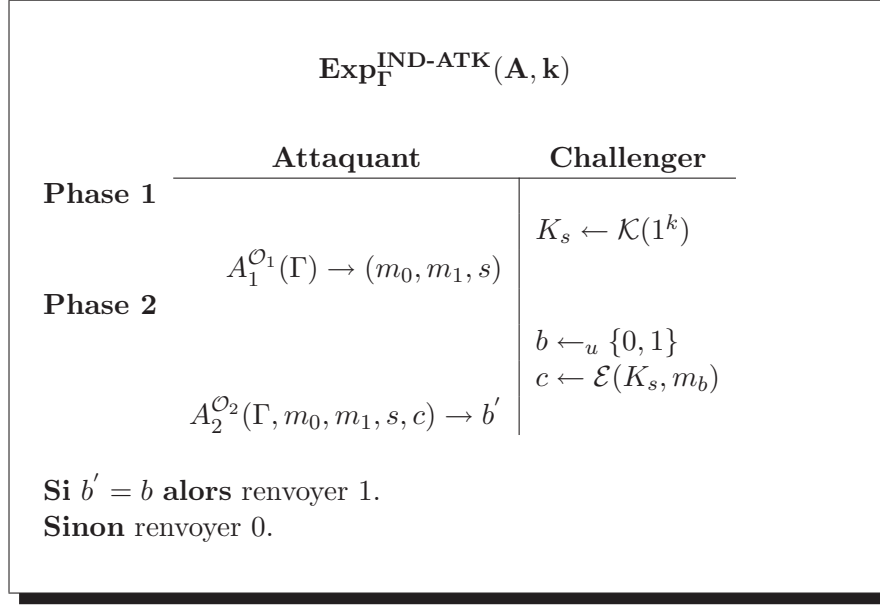 Exp_Γ^{IND-ATK}(A, k)
Attaquant Challenger
Phase 1
K_s ← 𝒦(1^k)
A_1^{𝒪_1}(Γ) → (m_0, m_1, s)
Phase 2
b ←_u {0, 1}
c ← ℰ(K_s, m_b)
A_2^{𝒪_2}(Γ, m_0, m_1, s, c) → b'
Si b' = b alors renvoyer 1.
Sinon renvoyer 0.